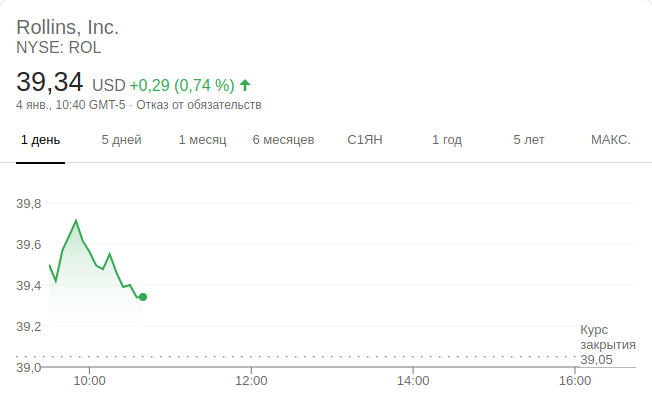 Rollins, Inc.
NYSE: ROL
39,34 USD +0,29 (0,74 %)
4 янв., 10:40 GMT-5 · Отказ от обязательств
1 день 5 дней 1 месяц 6 месяцев С1ЯН 1 год 5 лет МАКС.
39,8
39,6
39,4
39,2
39,0
Курс
закрытия
39,05
10:00 12:00 14:00 16:00